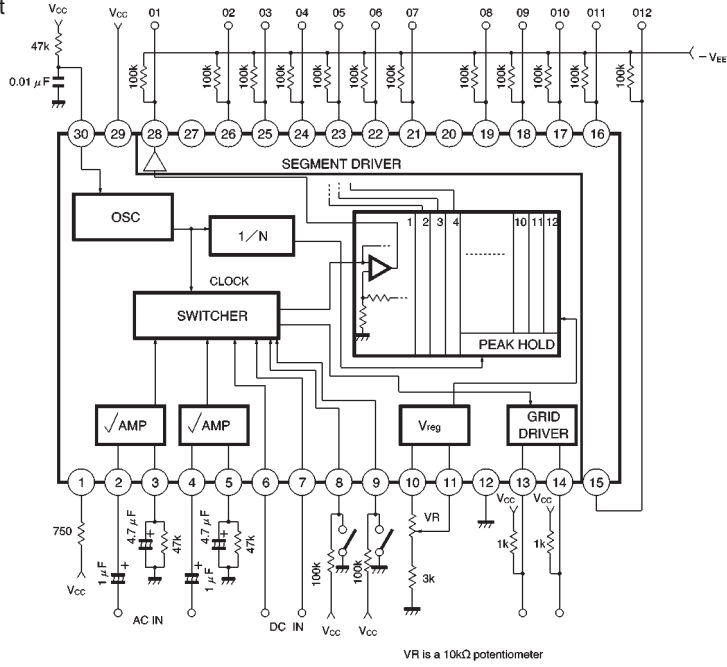 t
VCC VCC 01 02 03 04 05 06 07 08 09 010 011 012
47k
0.01 μF
100k 100k 100k 100k 100k 100k 100k 100k 100k 100k 100k 100k
−VEE
30 29 28 27 26 25 24 23 22 21 20 19 18 17 16
SEGMENT DRIVER
OSC
1/N
CLOCK
SWITCHER
1 2 3 4 10 11 12
PEAK HOLD
√AMP √AMP
Vreg
GRID
DRIVER
1 2 3 4 5 6 7 8 9 10 11 12 13 14 15
750
VCC
1 μF
4.7 μF
47k
1 μF
4.7 μF
47k
AC IN
DC IN
100k
VCC
100k
VCC
VR
3k
VCC VCC
1k 1k
VR is a 10kΩ potentiometer